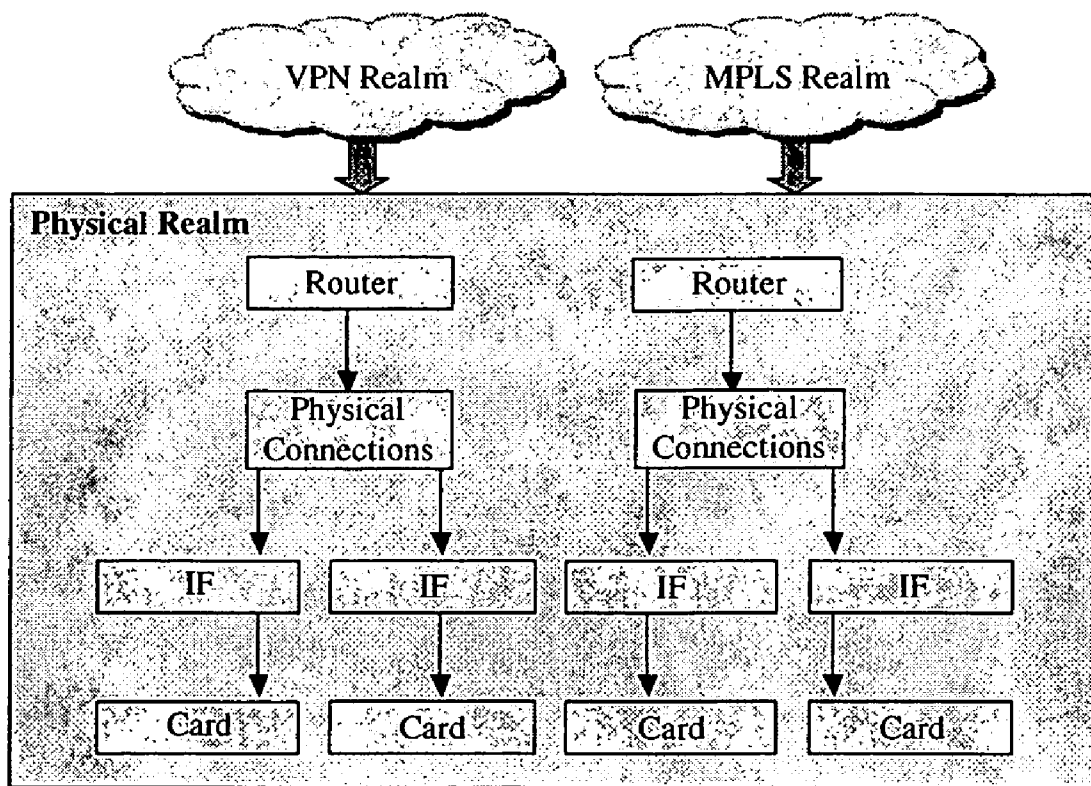 VPN Realm
MPLS Realm
Physical Realm
Router
Router
Physical
Connections
Physical
Connections
IF
IF
IF
IF
Card
Card
Card
Card